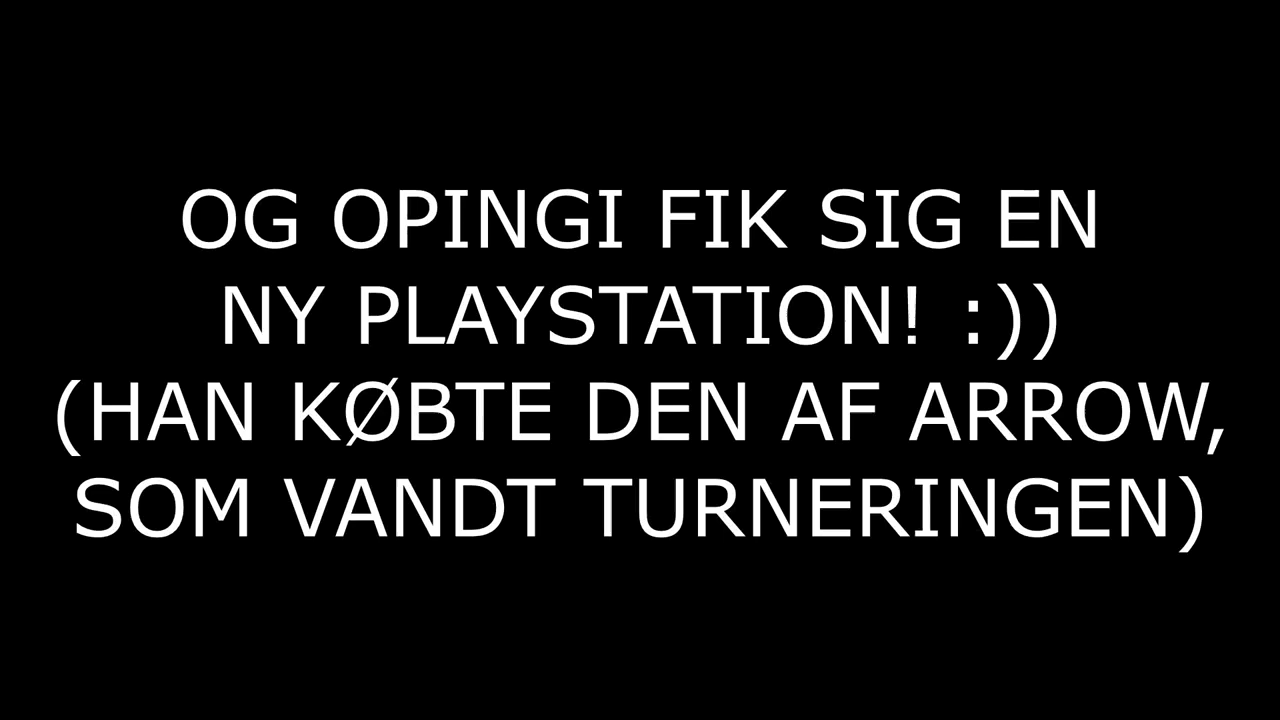 OG OPINGI FIK SIG EN
NY PLAYSTATION! :))
(HAN KØBTE DEN AF ARROW,
SOM VANDT TURNERINGEN)